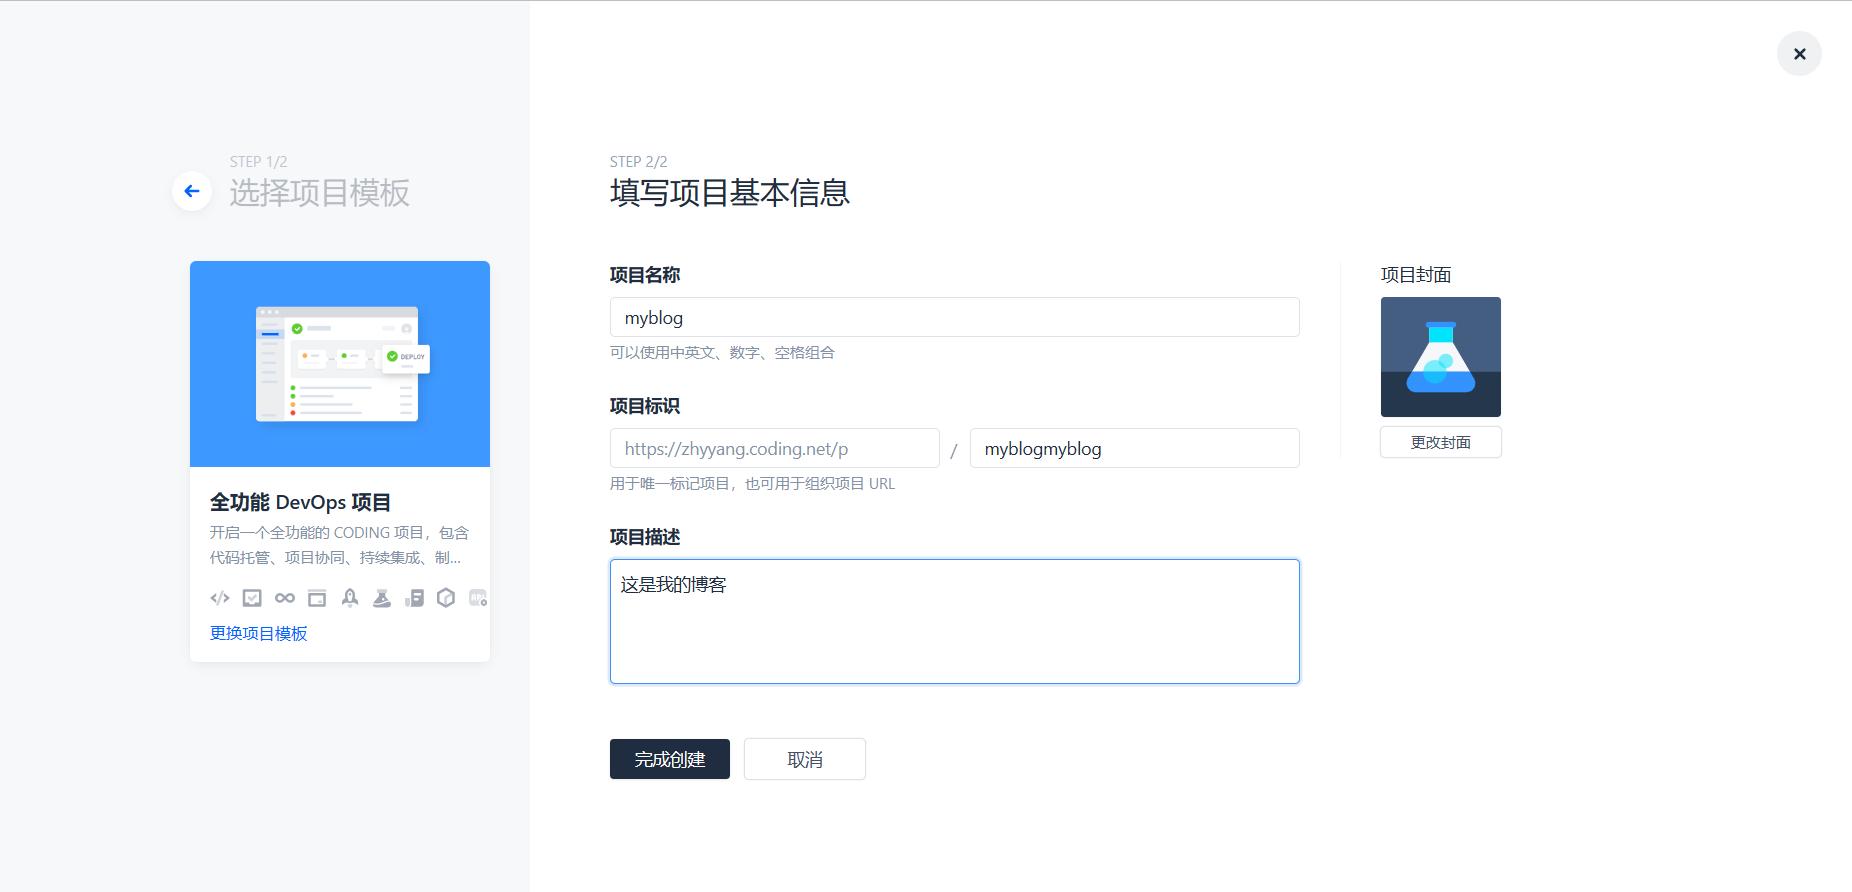 STEP 1/2
选择项目模板
DEPLOY
全功能 DevOps 项目
开启一个全功能的 CODING 项目，包含
代码托管、项目协同、持续集成、制...
API
更换项目模板
STEP 2/2
填写项目基本信息
项目名称
myblog
可以使用中英文、数字、空格组合
项目标识
https://zhyyang.coding.net/p / myblogmyblog
用于唯一标记项目，也可用于组织项目 URL
项目描述
这是我的博客
完成创建 取消
项目封面
更改封面